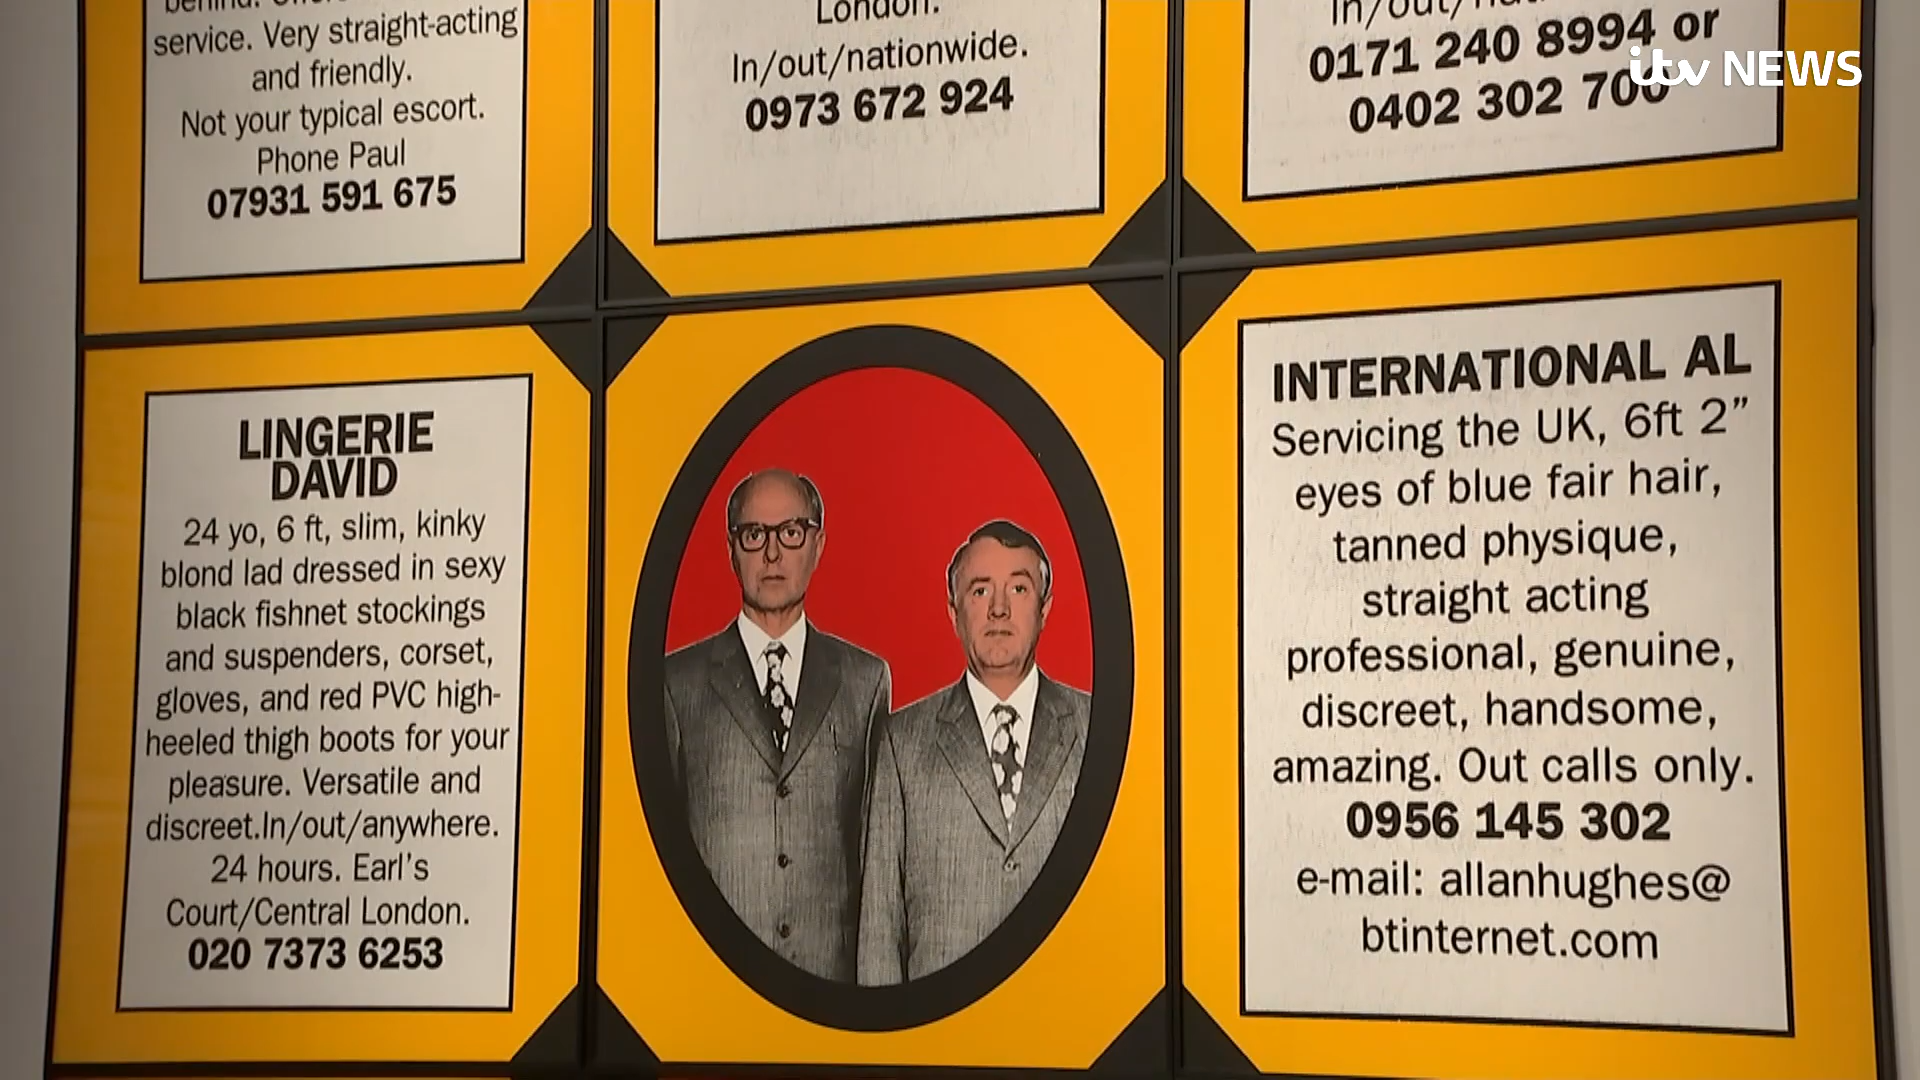 service. Very straight-acting
and friendly.
Not your typical escort.
Phone Paul
07931 591 675
London.
In/out/nationwide.
0973 672 924
0171 240 8994 or
0402 302 700
itv NEWS
LINGERIE
DAVID
24 yo, 6 ft, slim, kinky
blond lad dressed in sexy
black fishnet stockings
and suspenders, corset,
gloves, and red PVC high-
heeled thigh boots for your
pleasure. Versatile and
discreet.In/out/anywhere.
24 hours. Earl's
Court/Central London.
020 7373 6253
INTERNATIONAL AL
Servicing the UK, 6ft 2”
eyes of blue fair hair,
tanned physique,
straight acting
professional, genuine,
discreet, handsome,
amazing. Out calls only.
0956 145 302
e-mail: allanhughes@
btinternet.com